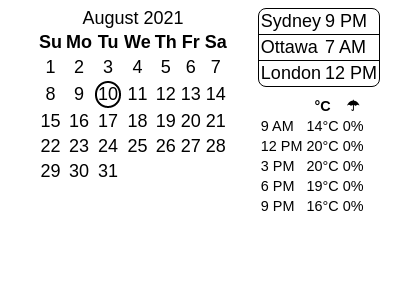 August 2021
Su Mo Tu We Th Fr Sa
1 2 3 4 5 6 7
8 9 10 11 12 13 14
15 16 17 18 19 20 21
22 23 24 25 26 27 28
29 30 31
Sydney 9 PM
Ottawa 7 AM
London 12 PM
°C ☂
9 AM 14°C 0%
12 PM 20°C 0%
3 PM 20°C 0%
6 PM 19°C 0%
9 PM 16°C 0%